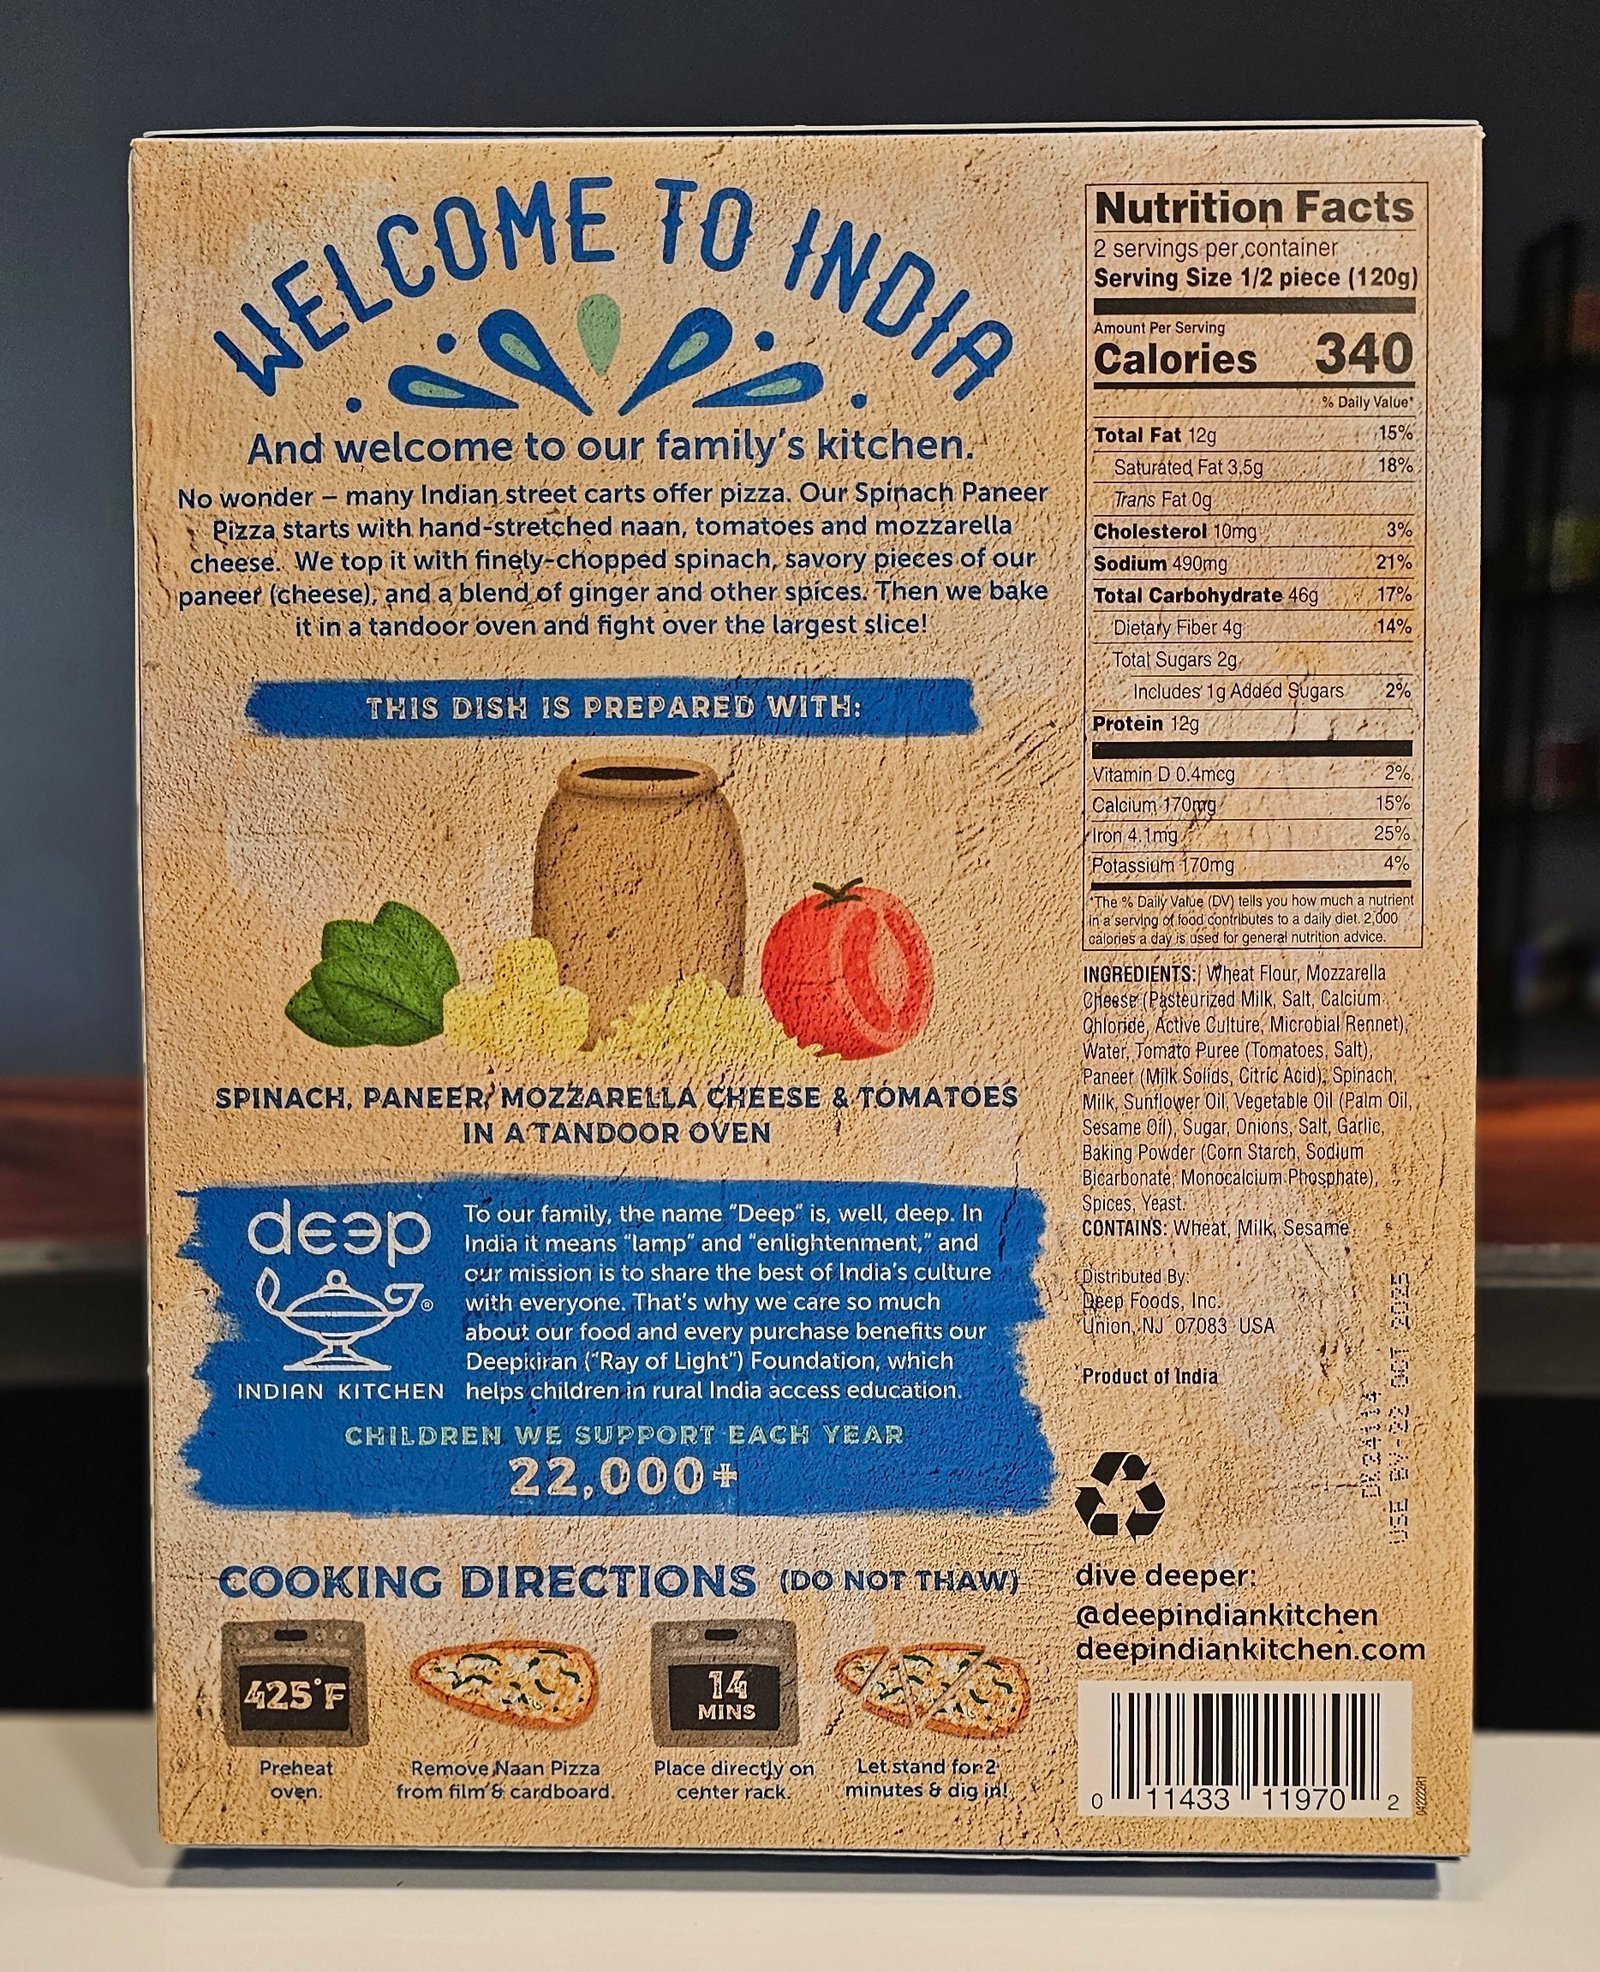 WELCOME TO INDIA
And welcome to our family's kitchen.
No wonder – many Indian street carts offer pizza. Our Spinach Paneer
Pizza starts with hand-stretched naan, tomatoes and mozzarella
cheese. We top it with finely-chopped spinach, savory pieces of our
paneer (cheese), and a blend of ginger and other spices. Then we bake
it in a tandoor oven and fight over the largest slice!
THIS DISH IS PREPARED WITH:
SPINACH, PANEER, MOZZARELLA CHEESE & TOMATOES
IN A TANDOOR OVEN
deep
®
INDIAN KITCHEN
To our family, the name "Deep" is, well, deep. In
India it means "lamp" and "enlightenment," and
our mission is to share the best of India's culture
with everyone. That's why we care so much
about our food and every purchase benefits our
Deepkiran ("Ray of Light") Foundation, which
helps children in rural India access education.
CHILDREN WE SUPPORT EACH YEAR
22,000+
COOKING DIRECTIONS (DO NOT THAW)
425°F
Preheat
oven.
Remove Naan Pizza
from film & cardboard.
14
MINS
Place directly on
center rack.
Let stand for 2
minutes & dig in!
Nutrition Facts
2 servings per container
Serving Size 1/2 piece (120g)
Amount Per Serving
Calories 340
% Daily Value*
Total Fat 12g 15%
Saturated Fat 3.5g 18%
Trans Fat 0g
Cholesterol 10mg 3%
Sodium 490mg 21%
Total Carbohydrate 46g 17%
Dietary Fiber 4g 14%
Total Sugars 2g
Includes 1g Added Sugars 2%
Protein 12g
Vitamin D 0.4mcg 2%
Calcium 170mg 15%
Iron 4.1mg 25%
Potassium 170mg 4%
*The % Daily Value (DV) tells you how much a nutrient
in a serving of food contributes to a daily diet. 2,000
calories a day is used for general nutrition advice.
INGREDIENTS: Wheat Flour, Mozzarella
Cheese (Pasteurized Milk, Salt, Calcium
Chloride, Active Culture, Microbial Rennet),
Water, Tomato Puree (Tomatoes, Salt),
Paneer (Milk Solids, Citric Acid), Spinach,
Milk, Sunflower Oil, Vegetable Oil (Palm Oil,
Sesame Oil), Sugar, Onions, Salt, Garlic,
Baking Powder (Corn Starch, Sodium
Bicarbonate, Monocalcium Phosphate),
Spices, Yeast.
CONTAINS: Wheat, Milk, Sesame
Distributed By:
Deep Foods, Inc.
Union, NJ 07083 USA
Product of India
USE BY-22 OCT 2025
dive deeper:
@deepindiankitchen
deepindiankitchen.com
0 11433 11970 2